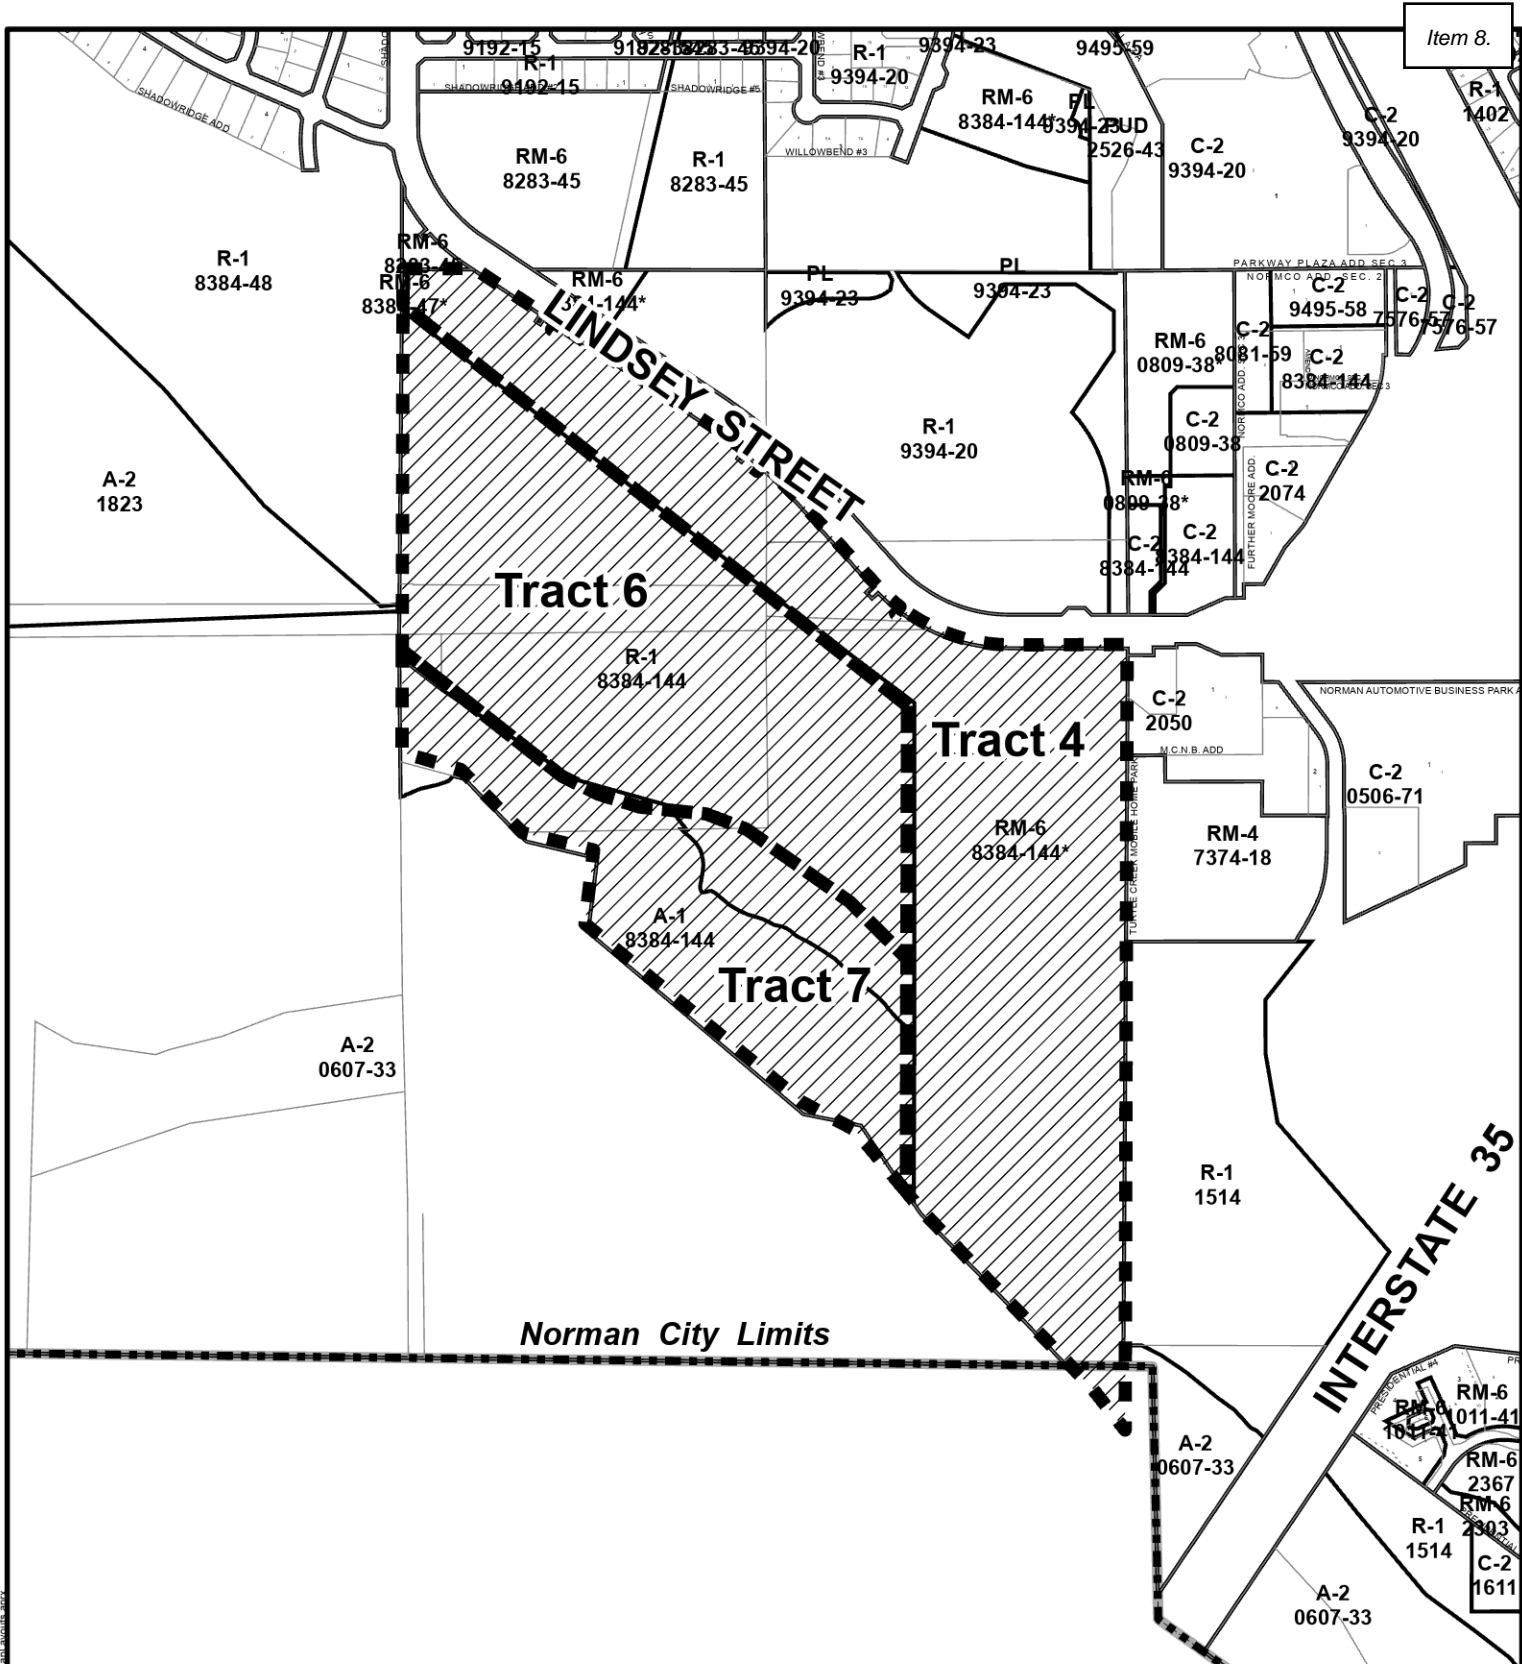 Item 8.
9192-15
9394-20
9394-23
9495-59
R-1
9192-15
R-1
9394-20
SHADOWRIDGE ADD
SHADOWRIDGE #5
WILLOWBEND #3
RM-6
8384-144*
PL
9394-23
PUD
2526-43
C-2
9394-20
C-2
9394-20
R-1
1402
RM-6
8283-45
R-1
8283-45
R-1
8384-48
RM-6
RM-6
RM-6
PL
9394-23
PL
9394-23
PARKWAY PLAZA ADD SEC 3
NORMCO ADD. SEC. 2
C-2
9495-58
C-2
7576-57
C-2
7576-57
LINDSEY STREET
RM-6
0809-38*
C-2
8081-59
C-2
8384-144
NORMCO ADD. SEC 3
C-2
0809-38
R-1
9394-20
A-2
1823
RM-6
0809-38*
C-2
2074
FURTHER MOORE ADD.
C-2
8384-144
C-2
8384-144
Tract 6
R-1
8384-144
Tract 4
C-2
2050
M.C.N.B. ADD
NORMAN AUTOMOTIVE BUSINESS PARK A
C-2
0506-71
TURTLE CREEK MOBILE HOME PARK
RM-6
8384-144*
RM-4
7374-18
A-1
8384-144
Tract 7
A-2
0607-33
R-1
1514
INTERSTATE 35
Norman City Limits
PRESIDENTIAL #4
RM-6
1011-41
RM-6
1011-41
A-2
0607-33
RM-6
2367
RM-6
2303
R-1
1514
C-2
1611
A-2
0607-33